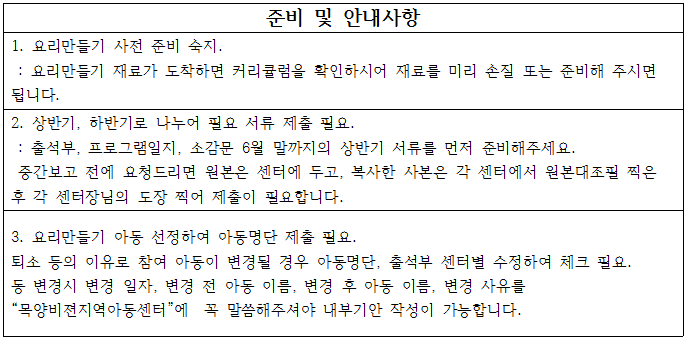 준비 및 안내사항
1. 요리만들기 사전 준비 숙지.
: 요리만들기 재료가 도착하면 커리큘럼을 확인하시어 재료를 미리 손질 또는 준비해 주시면
됩니다.
2. 상반기, 하반기로 나누어 필요 서류 제출 필요.
: 출석부, 프로그램일지, 소감문 6월 말까지의 상반기 서류를 먼저 준비해주세요.
중간보고 전에 요청드리면 원본은 센터에 두고, 복사한 사본은 각 센터에서 원본대조필 찍은
후 각 센터장님의 도장 찍어 제출이 필요합니다.
3. 요리만들기 아동 선정하여 아동명단 제출 필요.
퇴소 등의 이유로 참여 아동이 변경될 경우 아동명단, 출석부 센터별 수정하여 체크 필요.
동 변경시 변경 일자, 변경 전 아동 이름, 변경 후 아동 이름, 변경 사유를
“목양비젼지역아동센터”에 꼭 말씀해주셔야 내부기안 작성이 가능합니다.